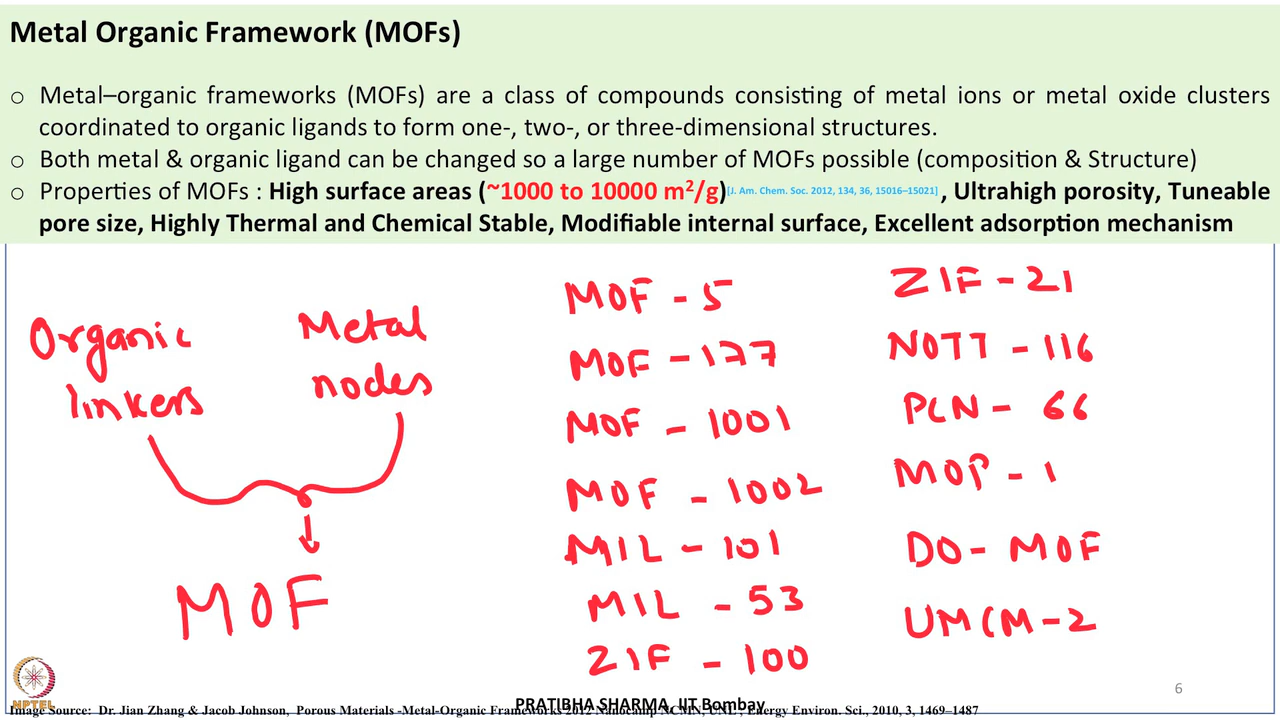 Metal Organic Framework (MOFs)
o Metal–organic frameworks (MOFs) are a class of compounds consisting of metal ions or metal oxide clusters
coordinated to organic ligands to form one-, two-, or three-dimensional structures.
o Both metal & organic ligand can be changed so a large number of MOFs possible (composition & Structure)
o Properties of MOFs : High surface areas (~1000 to 10000 m²/g)[J. Am. Chem. Soc. 2012, 134, 36, 15016–15021] , Ultrahigh porosity, Tuneable
pore size, Highly Thermal and Chemical Stable, Modifiable internal surface, Excellent adsorption mechanism
Organic
linkers
Metal
nodes
MOF
MOF - 5
MOF - 177
MOF - 1001
MOF - 1002
MIL - 101
MIL - 53
ZIF - 100
ZIF - 21
NOTT - 116
PCN - 66
MOP - 1
DO - MOF
UMCM - 2
6
NPTEL
PRATIBHA SHARMA, IIT Bombay
Image Source: Dr. Jian Zhang & Jacob Johnson, Porous Materials -Metal-Organic Frameworks 2012 Nanocamp NCMN, UNL ; Energy Environ. Sci., 2010, 3, 1469–1487